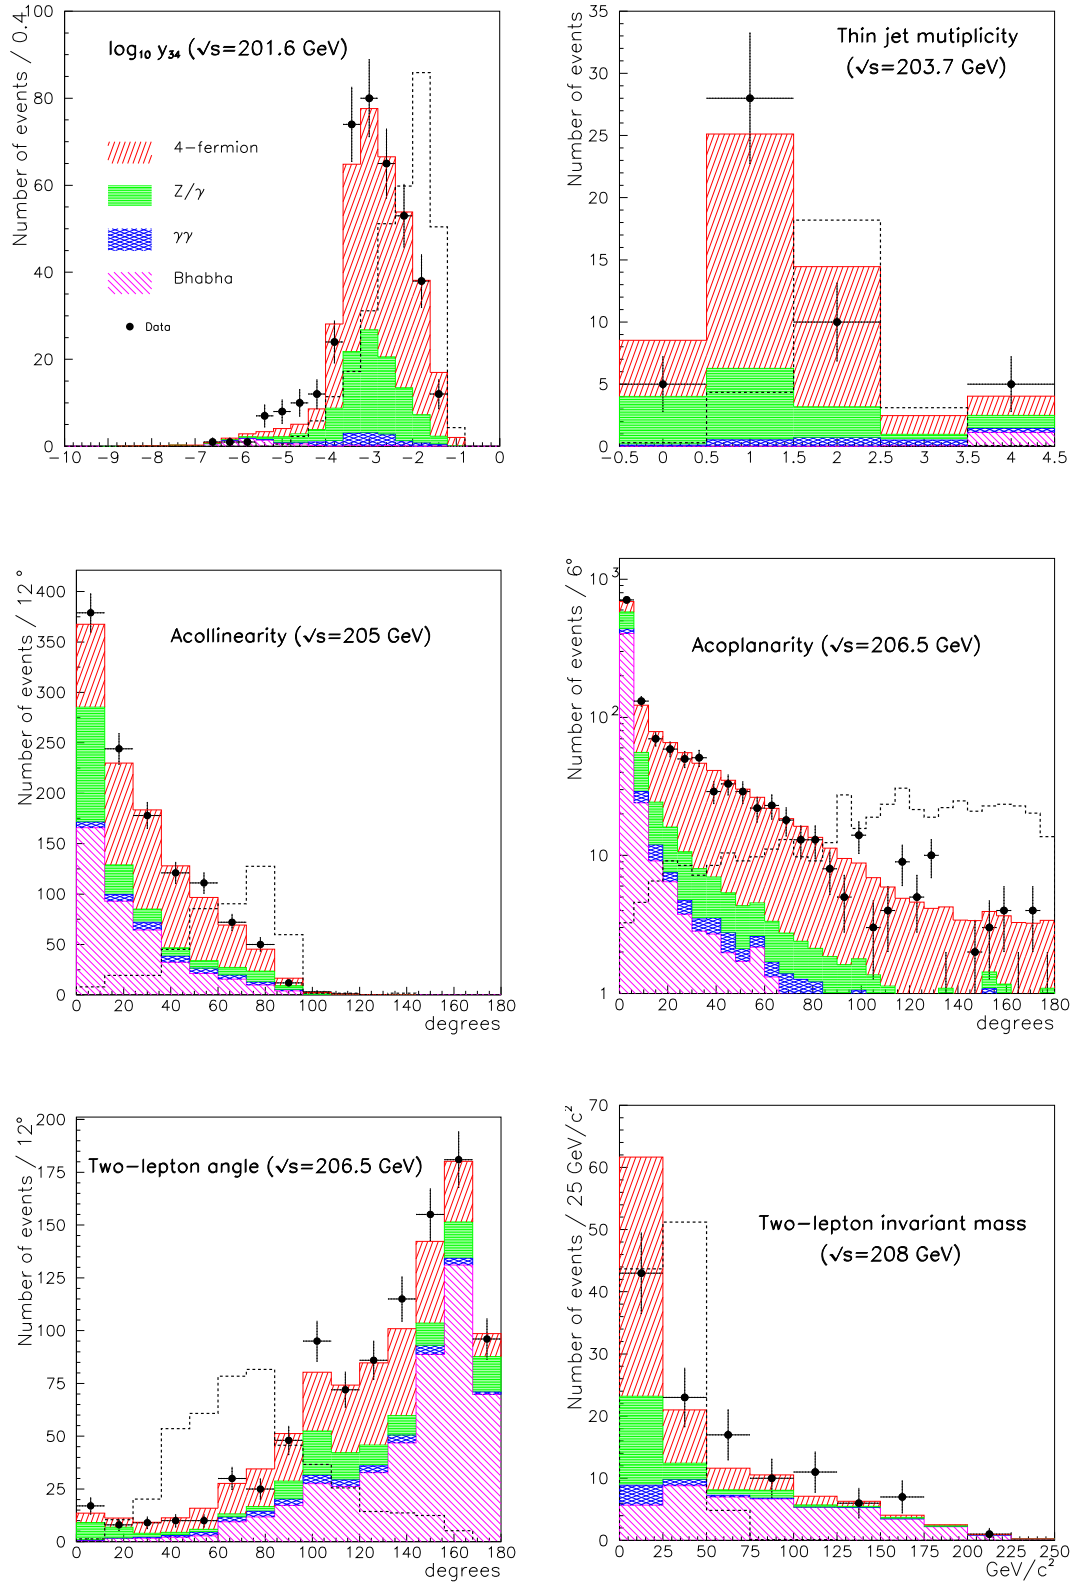 Number of events / 0.4
log₁₀ y₃₄ (√s=201.6 GeV)
4-fermion
Z/γ
γγ
Bhabha
Data
100
80
60
40
20
0
-10 -9 -8 -7 -6 -5 -4 -3 -2 -1 0
Number of events
Thin jet mutiplicity
(√s=203.7 GeV)
35
30
25
20
15
10
5
0
-0.5 0 0.5 1 1.5 2 2.5 3 3.5 4 4.5
Number of events / 12°
Acollinearity (√s=205 GeV)
400
350
300
250
200
150
100
50
0
0 20 40 60 80 100 120 140 160 180
degrees
Number of events / 6°
Acoplanarity (√s=206.5 GeV)
10³
10²
10
1
0 20 40 60 80 100 120 140 160 180
degrees
Number of events / 12°
Two-lepton angle (√s=206.5 GeV)
200
175
150
125
100
75
50
25
0
0 20 40 60 80 100 120 140 160 180
degrees
Number of events / 25 GeV/c²
Two-lepton invariant mass
(√s=208 GeV)
70
60
50
40
30
20
10
0
0 25 50 75 100 125 150 175 200 225 250
GeV/c²